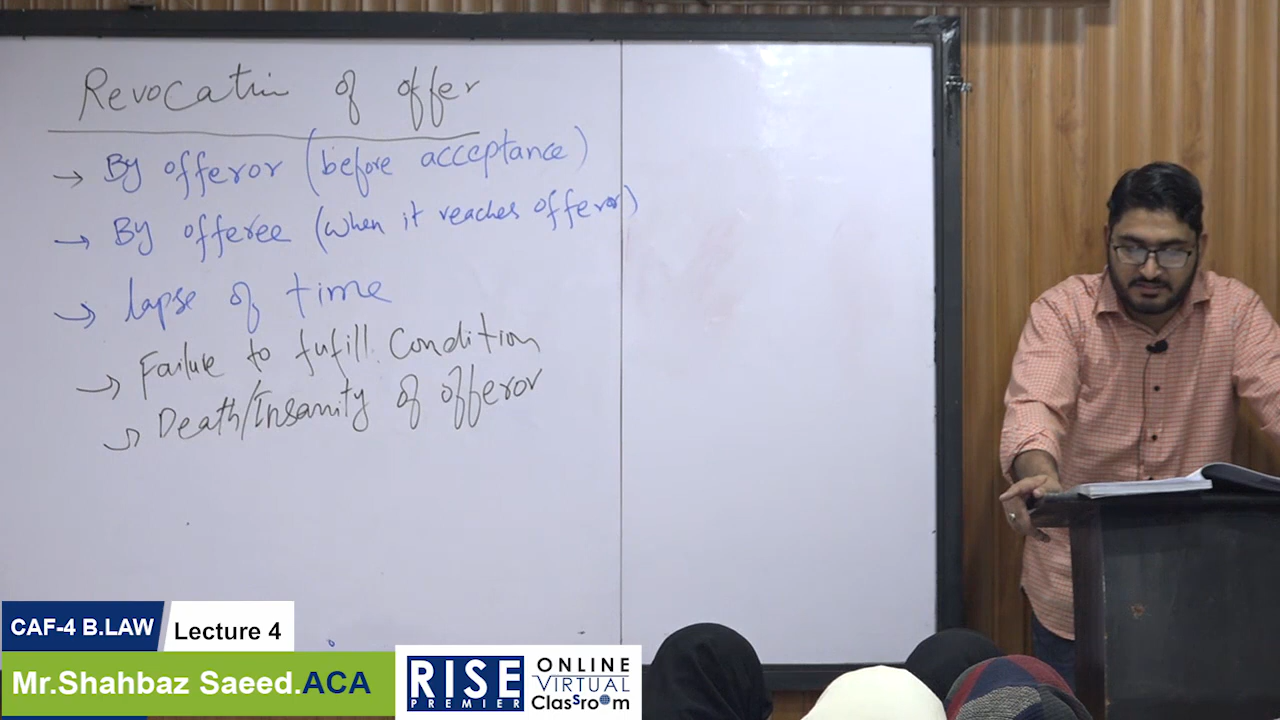 Revocation of offer
→ By offeror (before acceptance)
→ By offeree (when it reaches offeror)
→ lapse of time
→ Failure to fulfill condition
→ Death/Insanity of offeror
CAF-4 B.LAW
Lecture 4
Mr.Shahbaz Saeed.ACA
RISE
PREMIER
ONLINE
VIRTUAL
Classroom